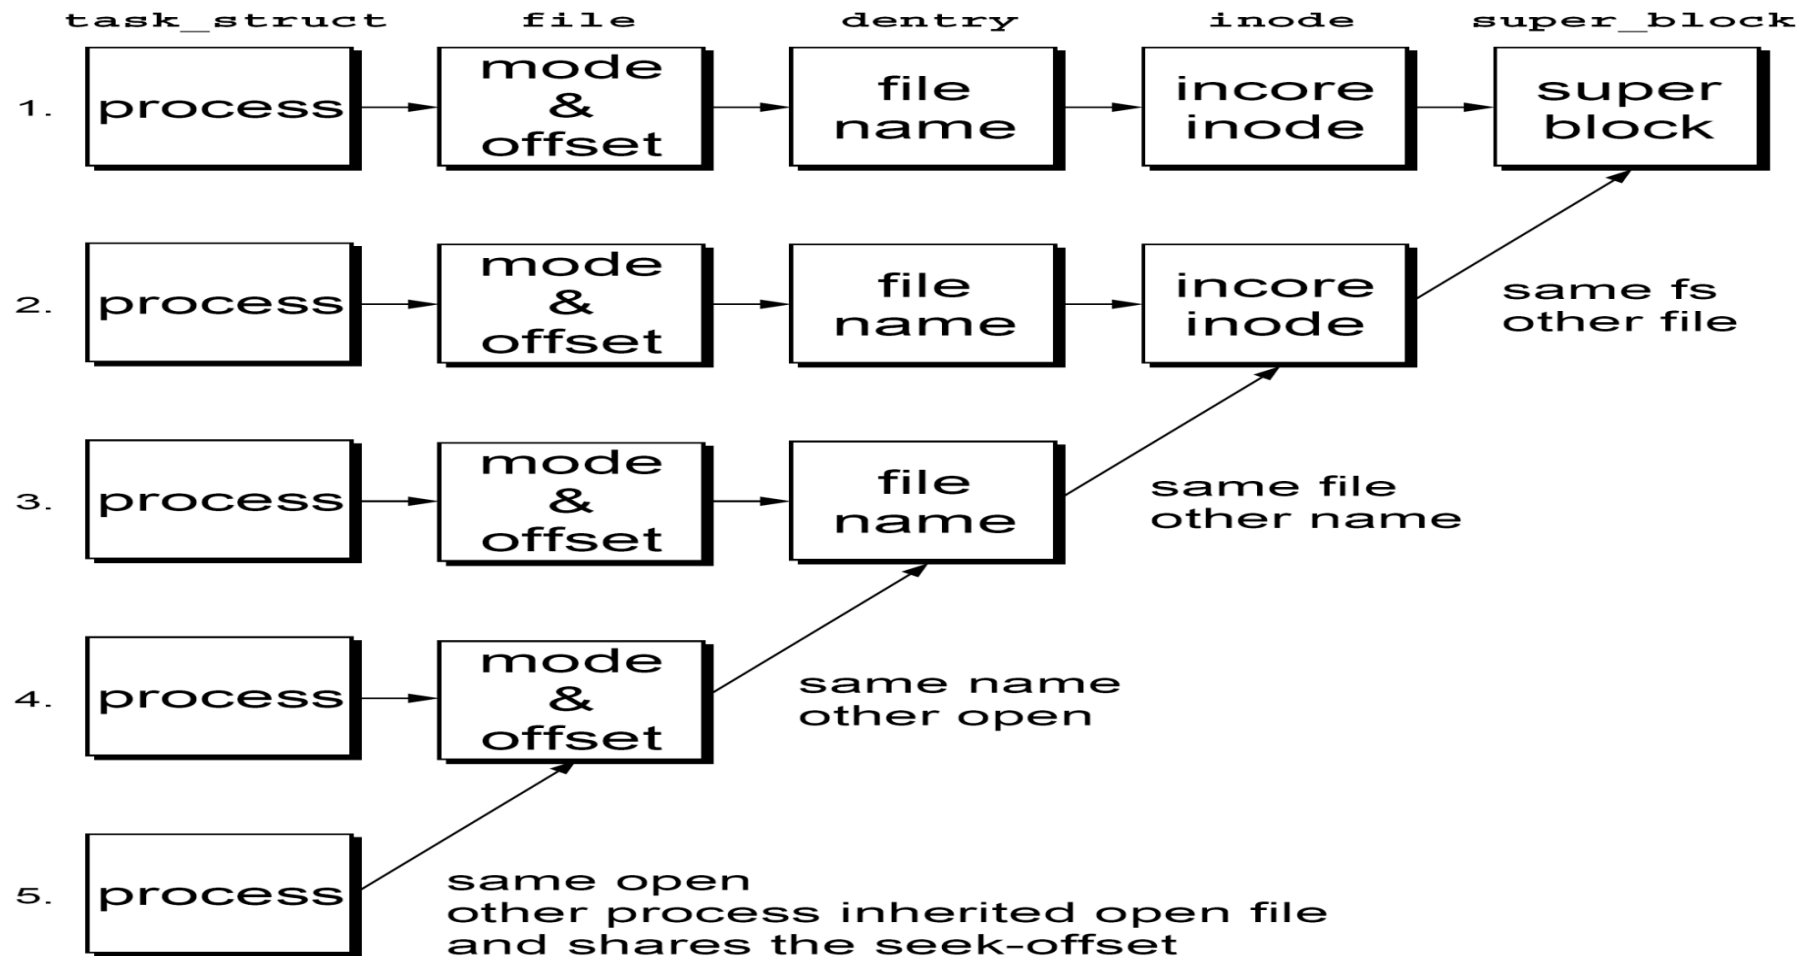 task_struct file dentry inode super_block
1. process
mode
&
offset
file
name
incore
inode
super
block
2. process
mode
&
offset
file
name
incore
inode
same fs
other file
3. process
mode
&
offset
file
name
same file
other name
4. process
mode
&
offset
same name
other open
5. process
same open
other process inherited open file
and shares the seek-offset